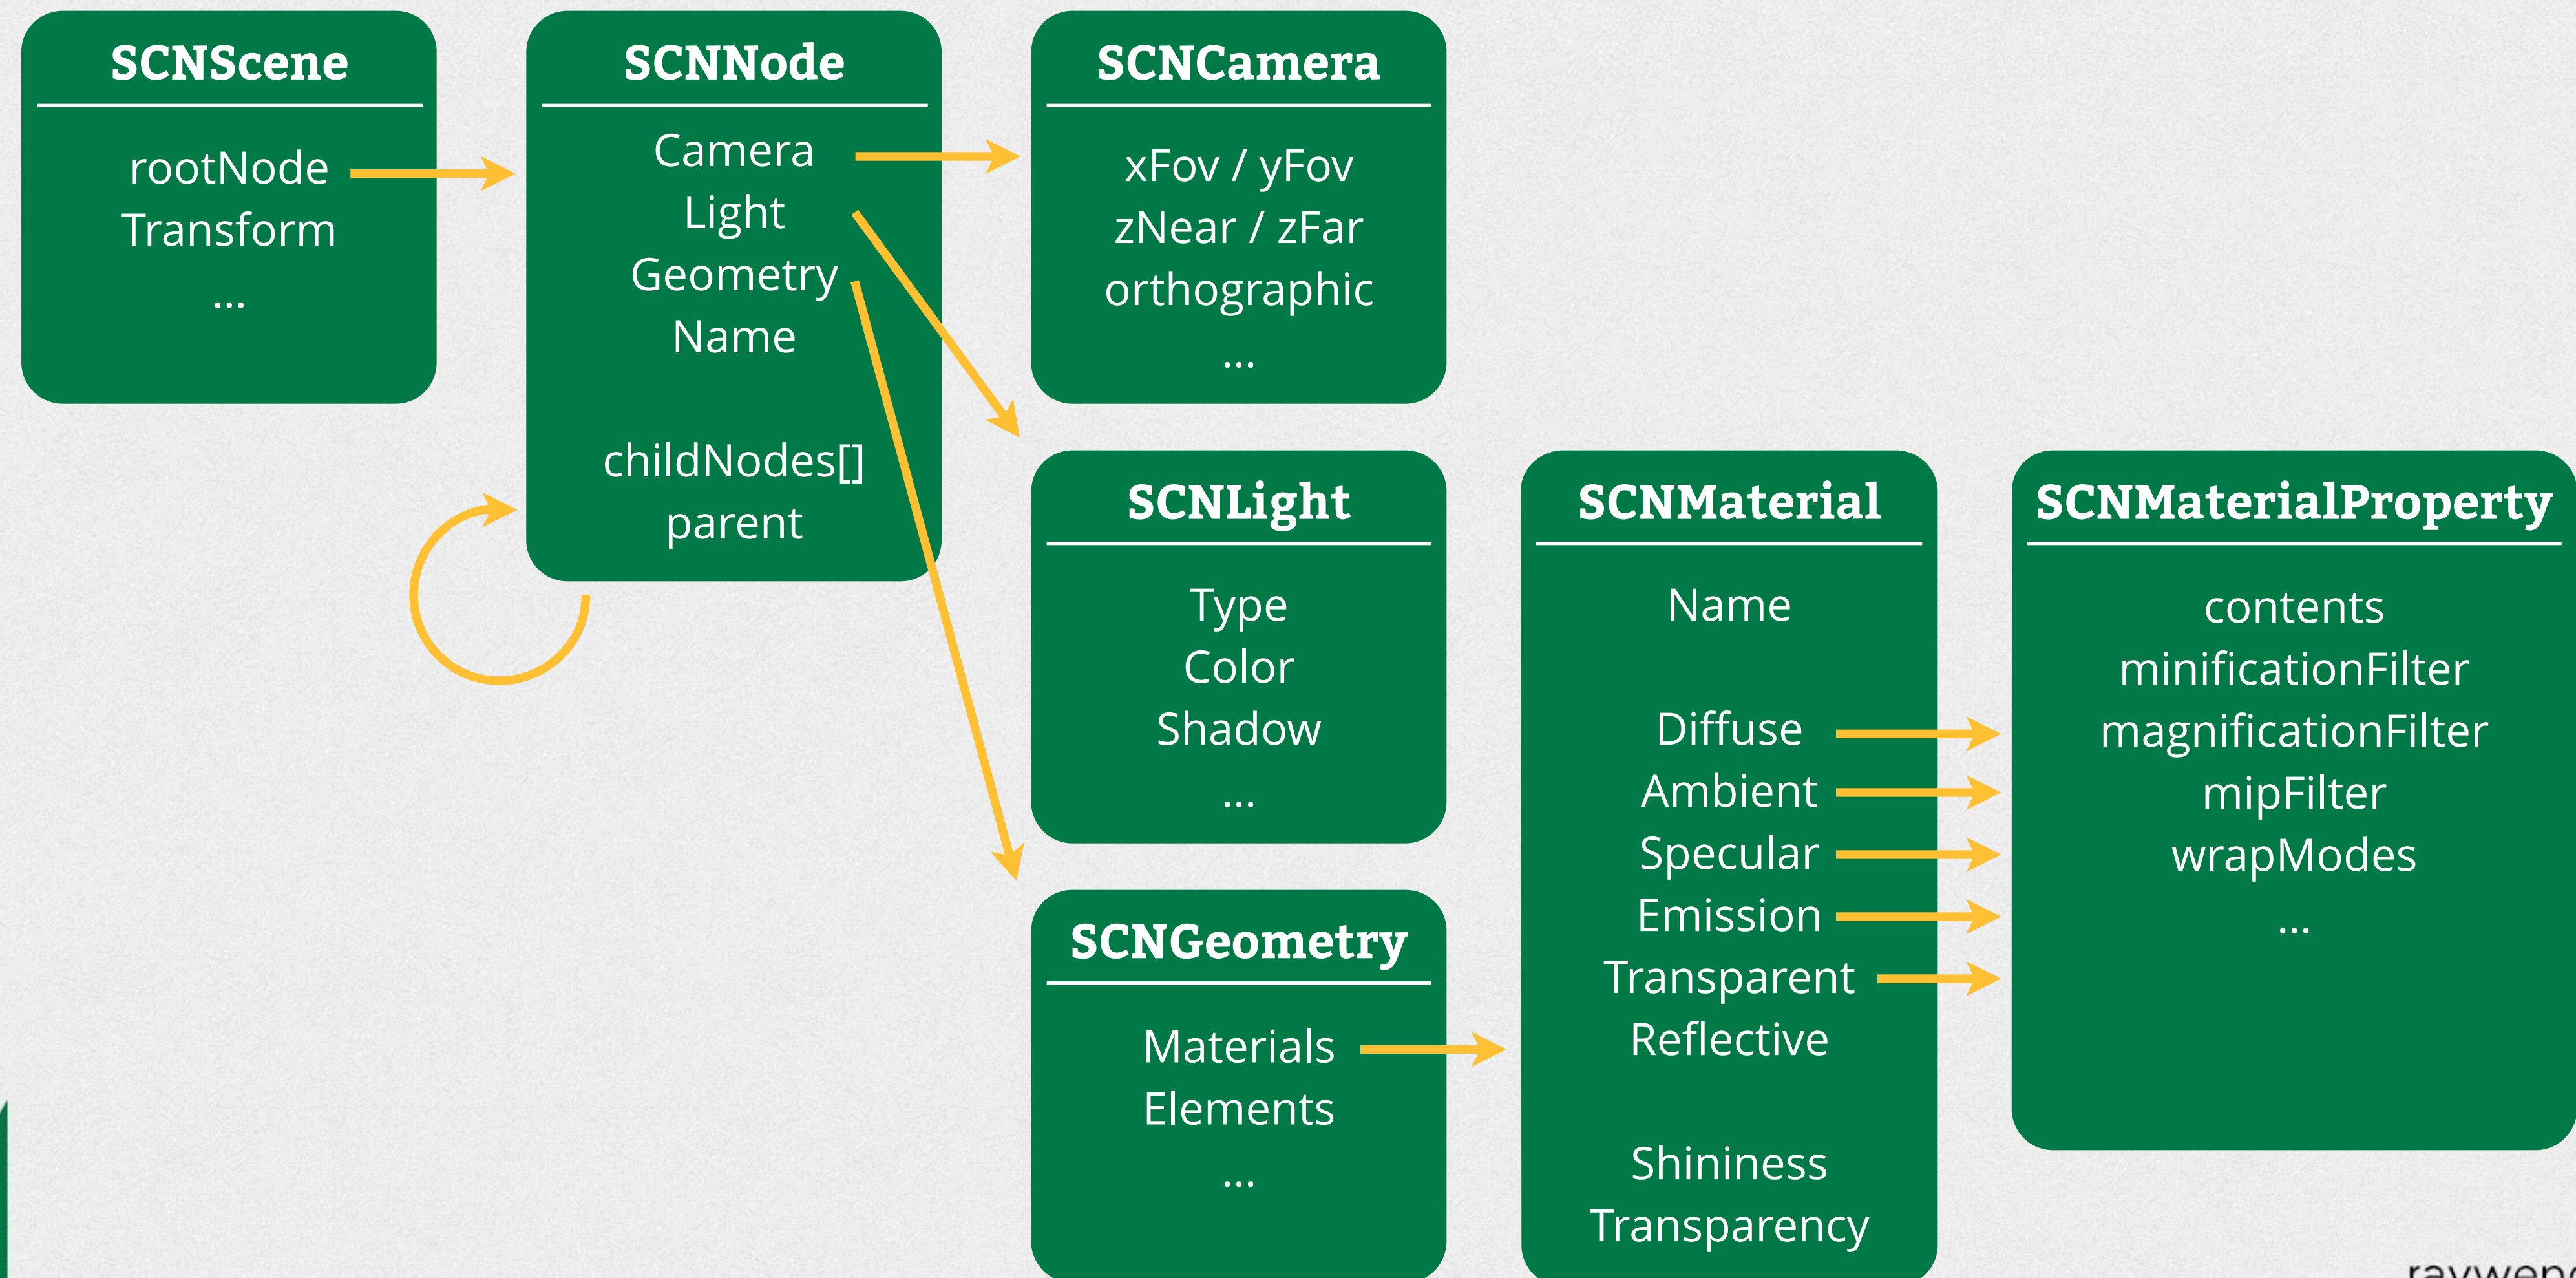 SCNScene
rootNode
Transform
...
SCNNode
Camera
Light
Geometry
Name
childNodes[]
parent
SCNCamera
xFov / yFov
zNear / zFar
orthographic
...
SCNLight
Type
Color
Shadow
...
SCNGeometry
Materials
Elements
...
SCNMaterial
Name
Diffuse
Ambient
Specular
Emission
Transparent
Reflective
Shininess
Transparency
SCNMaterialProperty
contents
minificationFilter
magnificationFilter
mipFilter
wrapModes
...